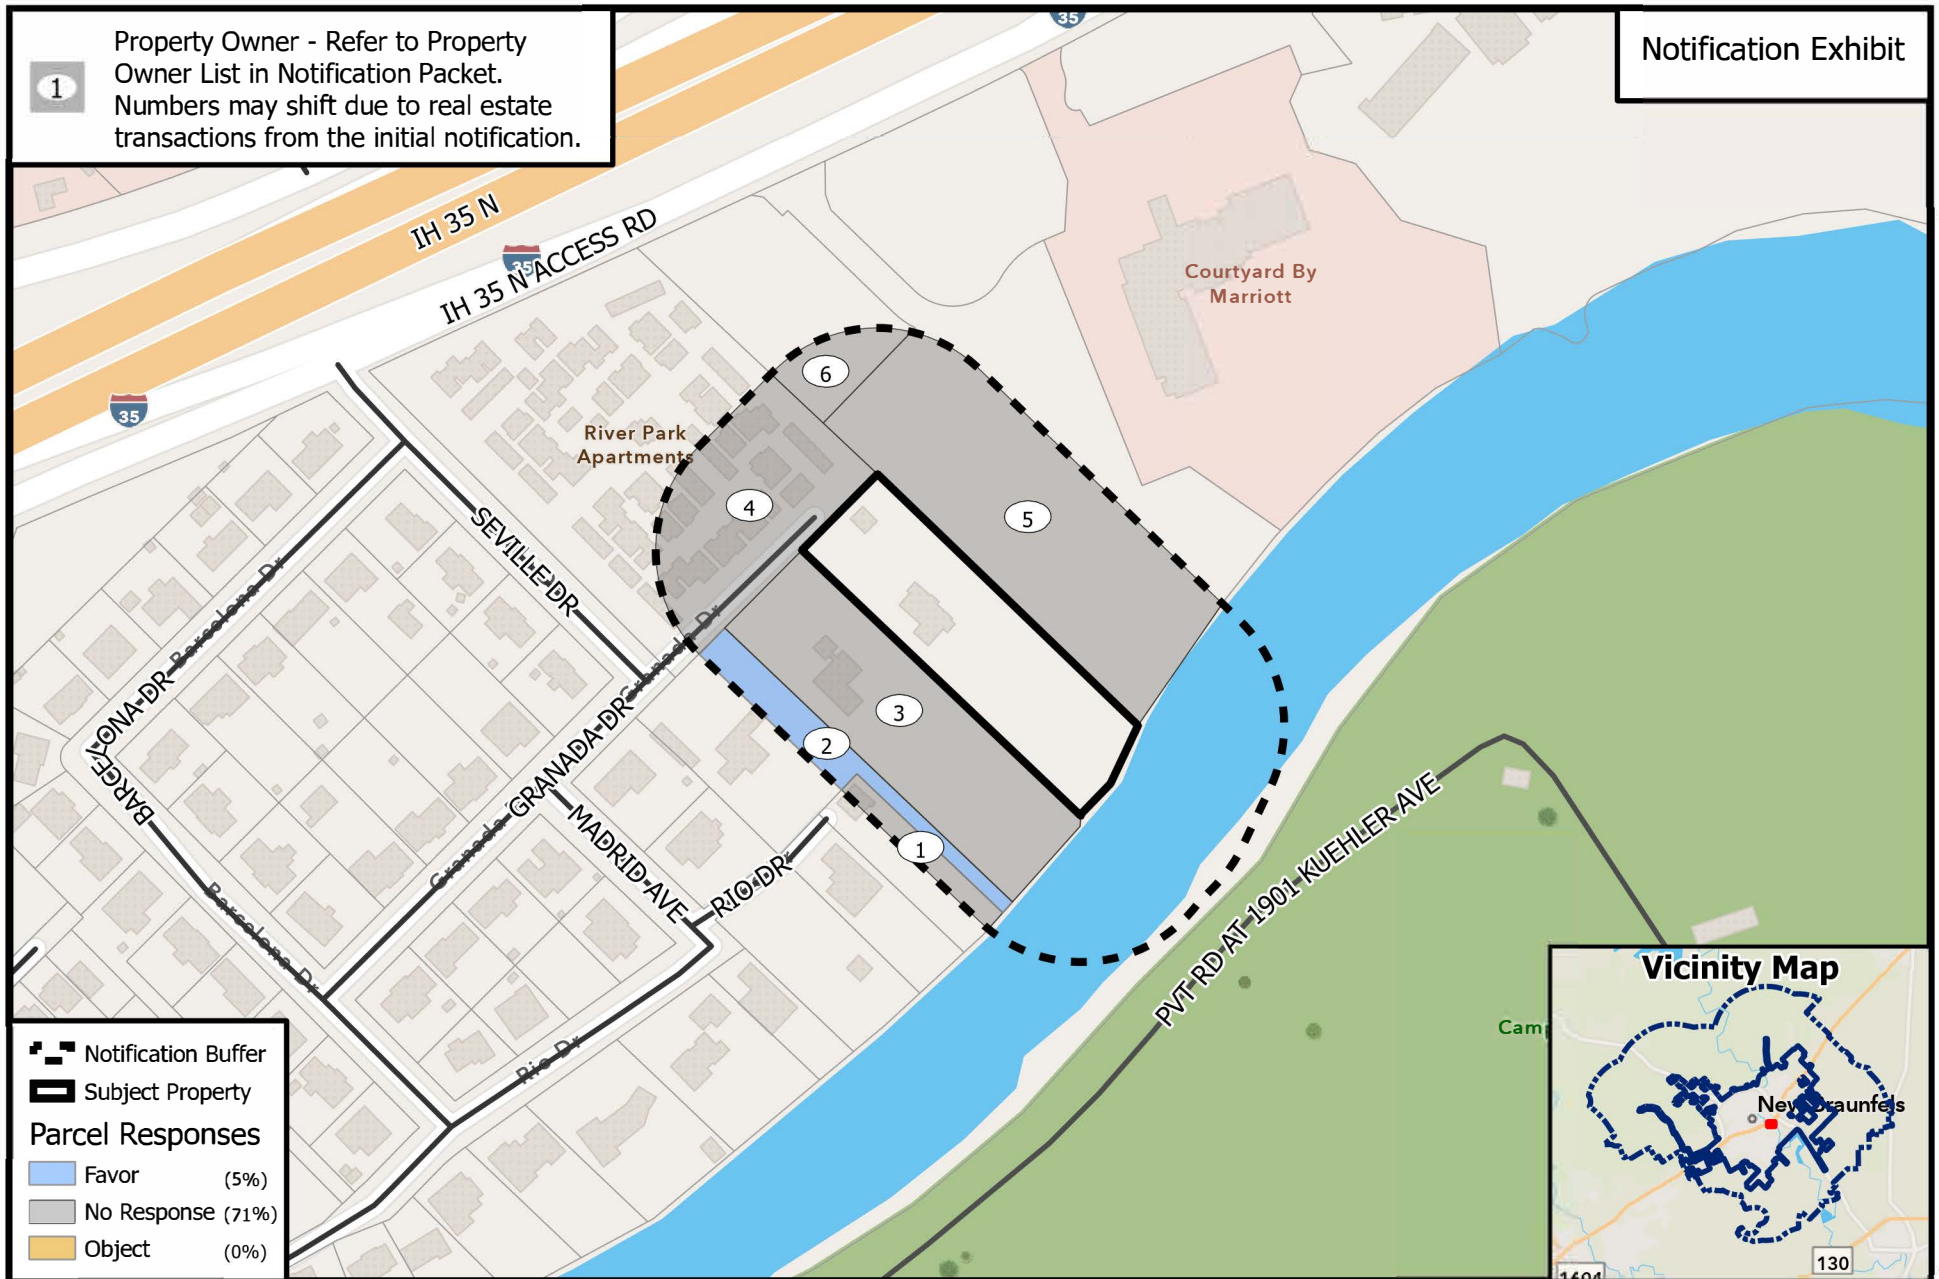 1
Property Owner - Refer to Property
Owner List in Notification Packet.
Numbers may shift due to real estate
transactions from the initial notification.
Notification Exhibit
35
IH 35 N
IH 35 N ACCESS RD
35
35
Courtyard By
Marriott
River Park
Apartments
6
5
4
3
2
1
SEVILLE DR
Barcelona Dr
Granada Dr
GRANADA DR
Granada
MADRID AVE
RIO DR
Barcelona Dr
Rio Dr
PVT RD AT 1901 KUEHLER AVE
Notification Buffer
Subject Property
Parcel Responses
Favor (5%)
No Response (71%)
Object (0%)
Vicinity Map
New Braunfels
130